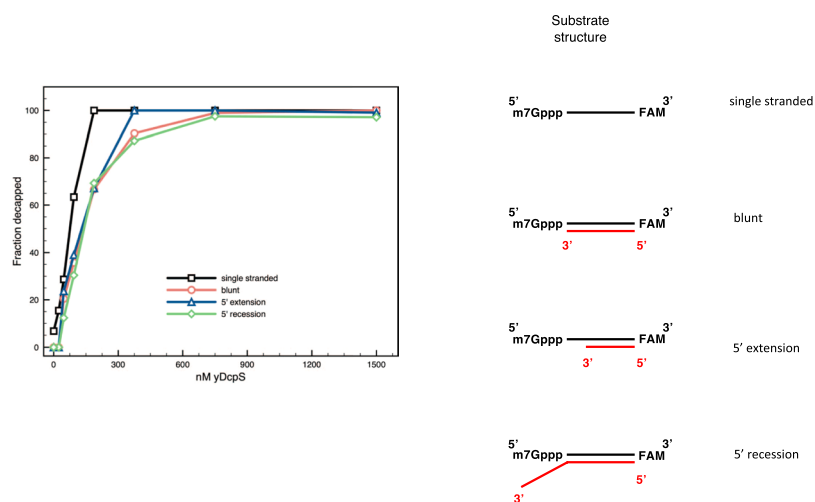 Substrate
structure
5' 3'
m7Gppp FAM
single stranded
5' 3'
m7Gppp FAM
3' 5'
blunt
5' 3'
m7Gppp FAM
3' 5'
5' extension
5' 3'
m7Gppp FAM
5'
3'
5' recession
Fraction decapped
100
80
60
40
20
0
single stranded
blunt
5' extension
5' recession
0 300 600 900 1200 1500
nM yDcpS